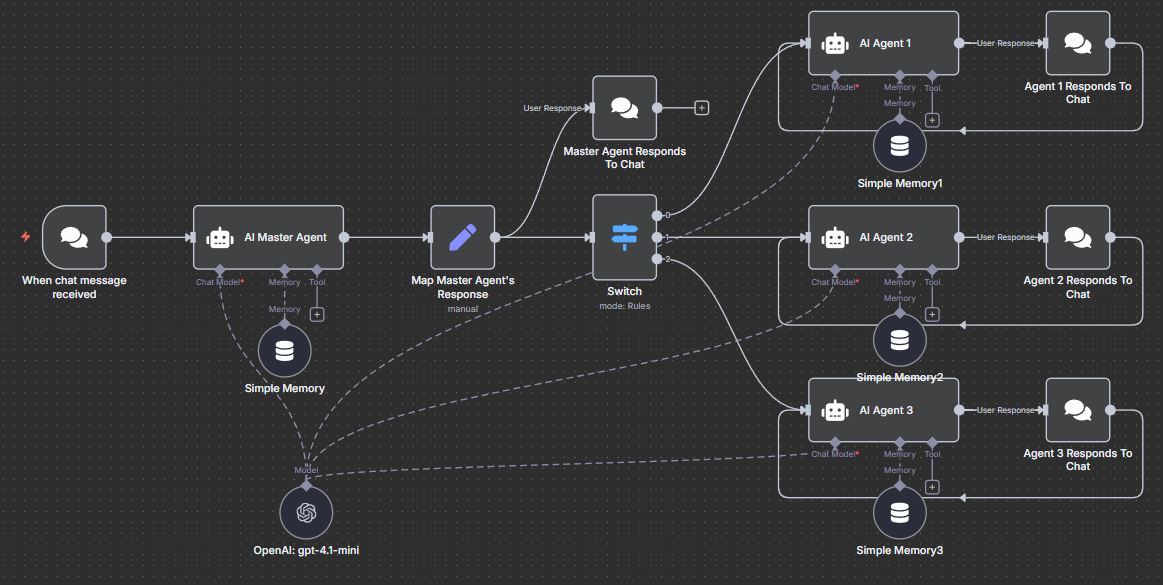 When chat message
received
AI Master Agent
Chat Model*
Memory
Tool
Memory
Simple Memory
Model
OpenAI: gpt-4.1-mini
Map Master Agent's
Response
manual
User Response
Master Agent Responds
To Chat
0
1
2
Switch
mode: Rules
AI Agent 1
Chat Model*
Memory
Tool
Memory
Simple Memory1
User Response
Agent 1 Responds To
Chat
AI Agent 2
Chat Model*
Memory
Tool
Memory
Simple Memory2
User Response
Agent 2 Responds To
Chat
AI Agent 3
Chat Model*
Memory
Tool
Memory
Simple Memory3
User Response
Agent 3 Responds To
Chat